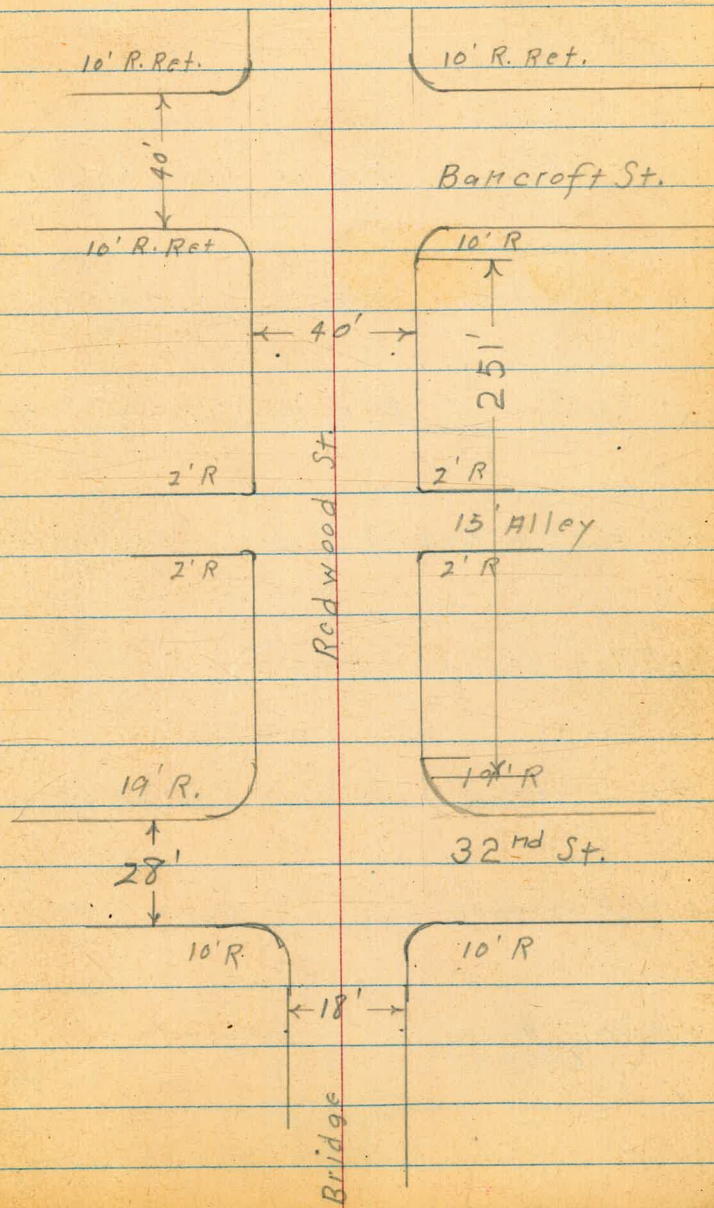 10' R. Ret.
10' R. Ret.
40'
Bancroft St.
10' R. Ret
10' R
40'
251'
2' R
2' R
Redwood St.
15' Alley
2' R
2' R
19' R.
19' R
28'
32nd St.
10' R.
10' R
18'
Bridge